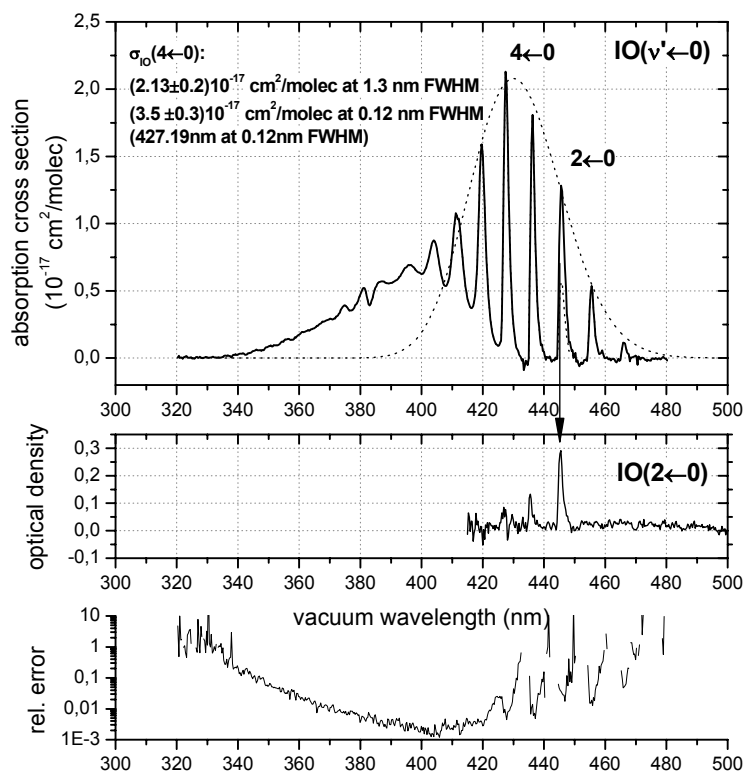 σIO(4←0):
(2.13±0.2)10^-17 cm^2/molec at 1.3 nm FWHM
(3.5 ±0.3)10^-17 cm^2/molec at 0.12 nm FWHM
(427.19nm at 0.12nm FWHM)
4←0
IO(ν'←0)
2←0
absorption cross section
(10^-17 cm^2/molec)
2,5
2,0
1,5
1,0
0,5
0,0
300 320 340 360 380 400 420 440 460 480 500
IO(2←0)
optical density
0,3
0,2
0,1
0,0
-0,1
300 320 340 360 380 400 420 440 460 480 500
vacuum wavelength (nm)
rel. error
10
1
0,1
0,01
1E-3
300 320 340 360 380 400 420 440 460 480 500